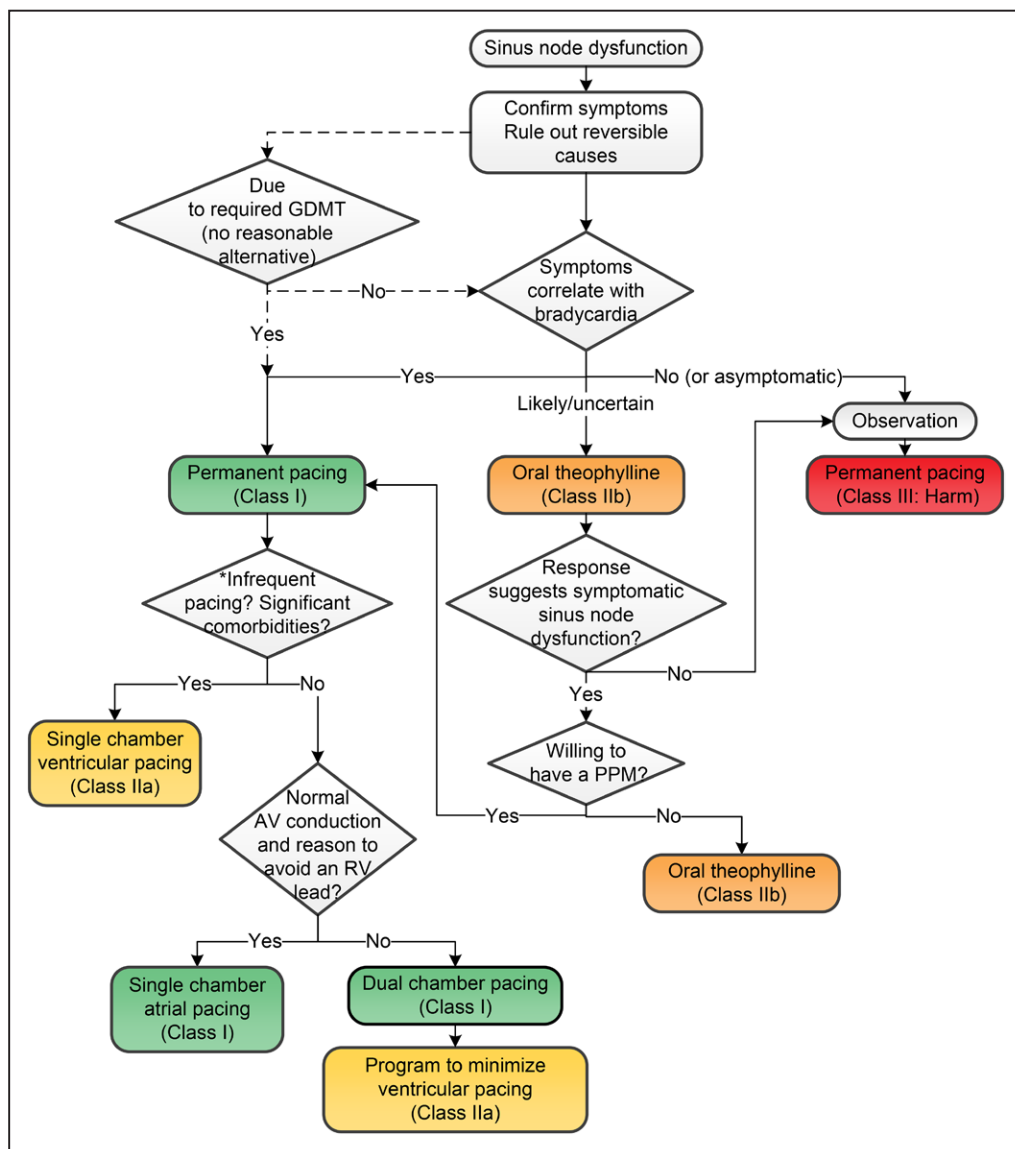 Sinus node dysfunction
Confirm symptoms
Rule out reversible
causes
Due
to required GDMT
(no reasonable
alternative)
Symptoms
correlate with
bradycardia
No
Yes
Yes
No (or asymptomatic)
Likely/uncertain
Observation
Permanent pacing
(Class I)
Oral theophylline
(Class IIb)
Permanent pacing
(Class III: Harm)
*Infrequent
pacing? Significant
comorbidities?
Response
suggests symptomatic
sinus node
dysfunction?
Yes
No
No
Yes
Single chamber
ventricular pacing
(Class IIa)
Willing to
have a PPM?
Normal
AV conduction
and reason to
avoid an RV
lead?
Yes
No
Oral theophylline
(Class IIb)
Yes
No
Single chamber
atrial pacing
(Class I)
Dual chamber pacing
(Class I)
Program to minimize
ventricular pacing
(Class IIa)